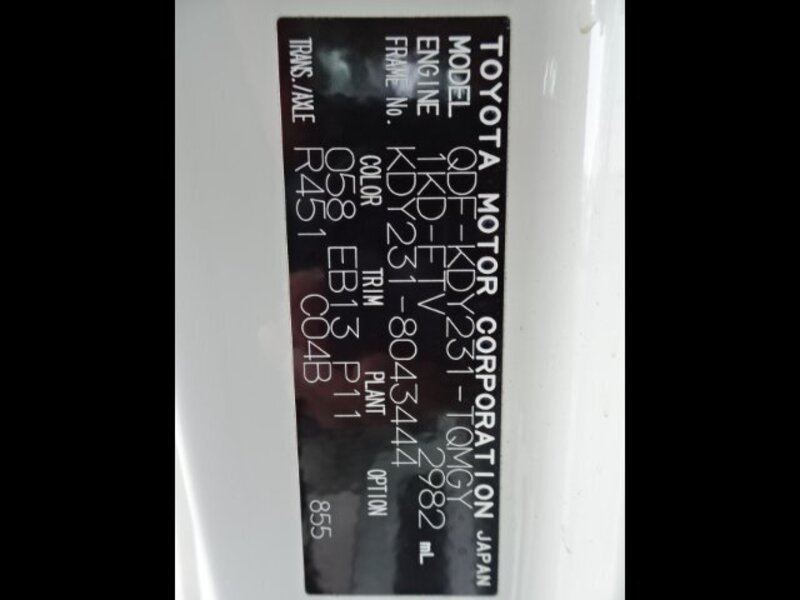 TOYOTA MOTOR CORPORATION JAPAN
MODEL QDF-KDY231-TQMGY
ENGINE 1KD-FTV 2982 mL
FRAME No. KDY231-8043444
COLOR TRIM PLANT OPTION
058 EB13 P11
TRANS./AXLE R451 C04B 855